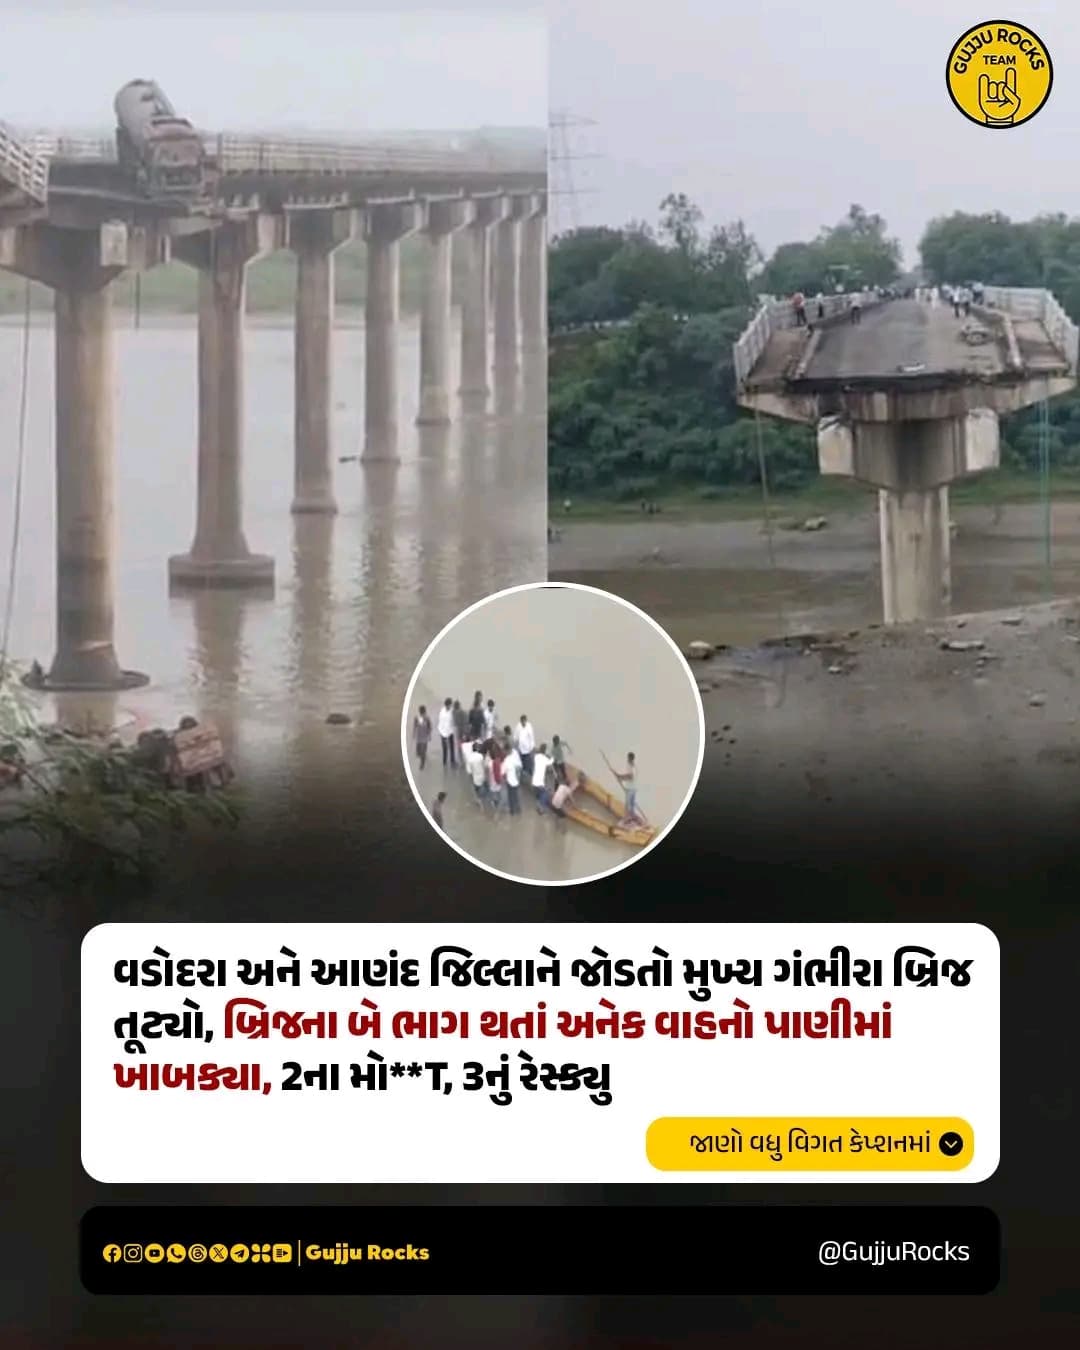 GUJJU ROCKS
TEAM
વડોદરા અને આણંદ જિલ્લાને જોડતો મુખ્ય ગંભીરા બ્રિજ
તૂટ્યો, બ્રિજના બે ભાગ થતાં અનેક વાહનો પાણીમાં
ખાબક્યા, 2ના મો**T, 3નું રેસ્ક્યુ
જાણો વધુ વિગત કેપ્શનમાં
Gujju Rocks
@GujjuRocks